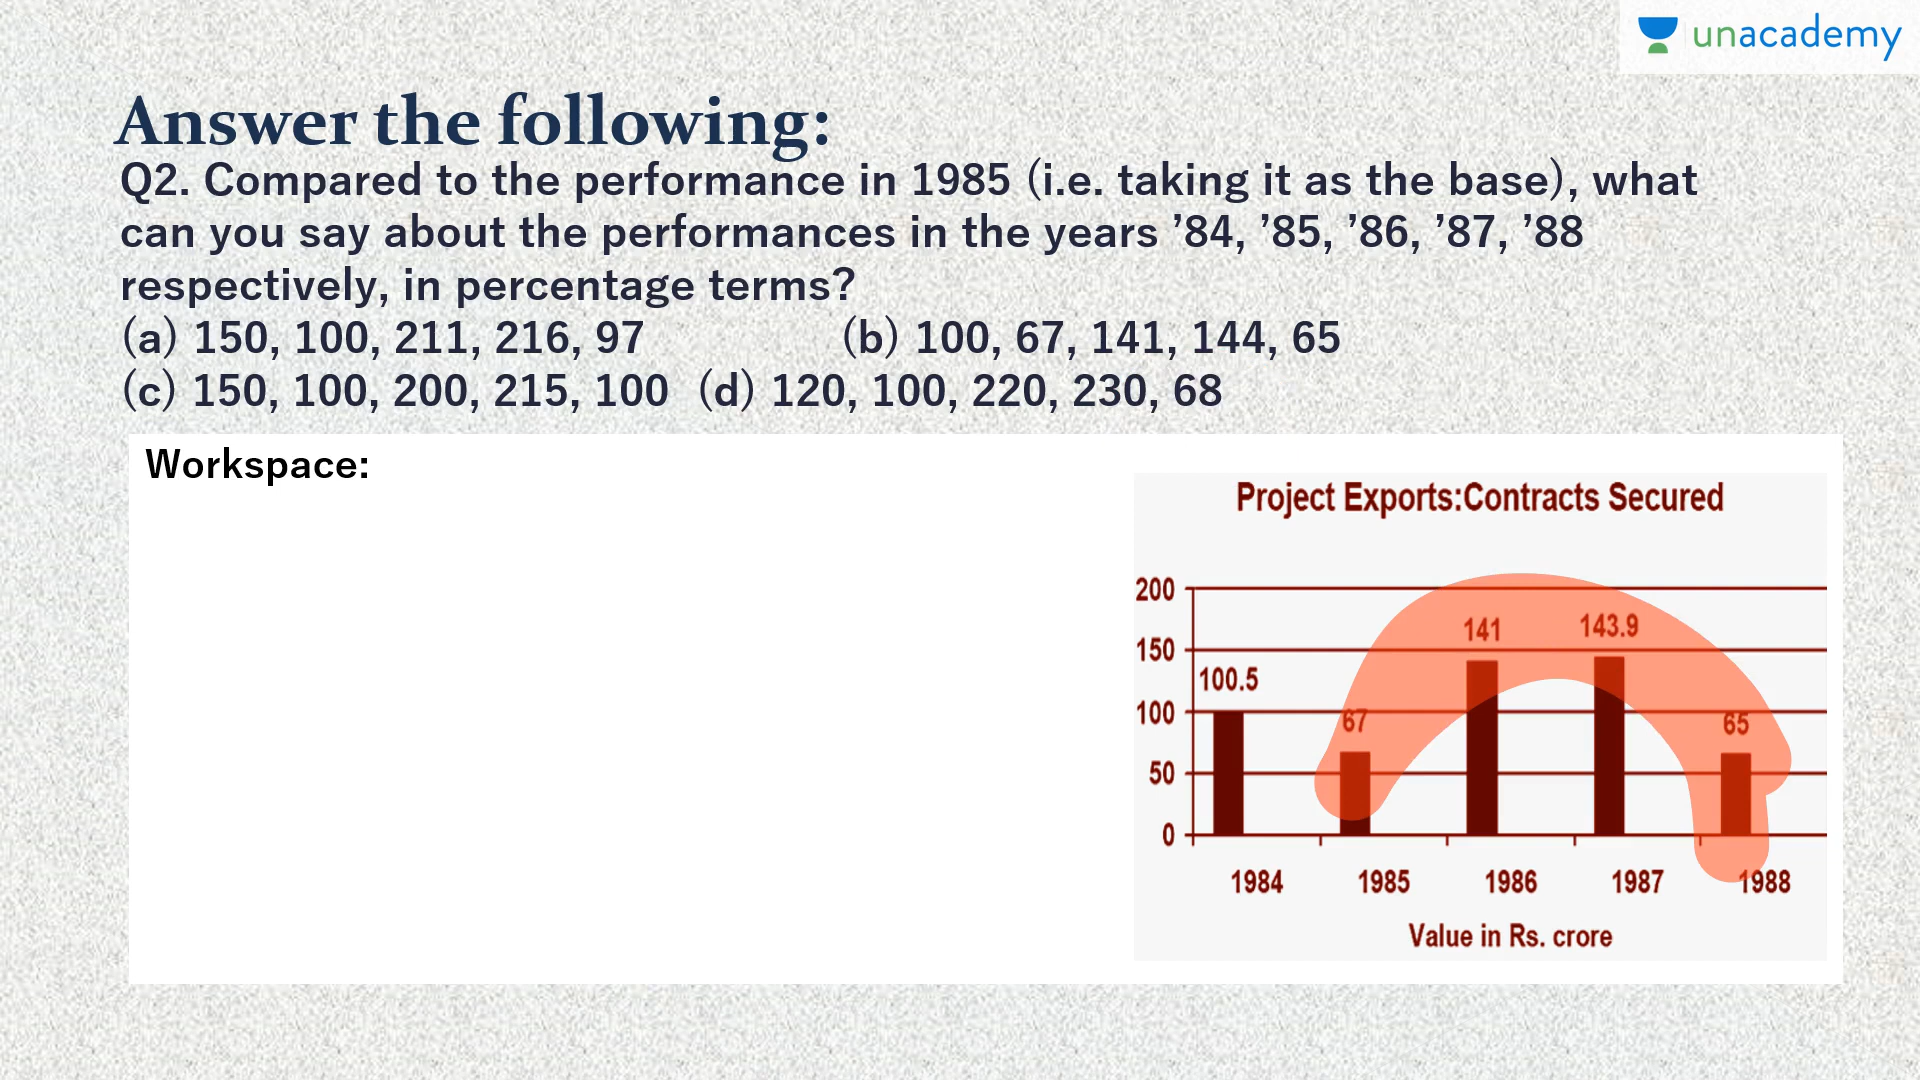 unacademy
Answer the following:
Q2. Compared to the performance in 1985 (i.e. taking it as the base), what
can you say about the performances in the years ’84, ’85, ’86, ’87, ’88
respectively, in percentage terms?
(a) 150, 100, 211, 216, 97 (b) 100, 67, 141, 144, 65
(c) 150, 100, 200, 215, 100 (d) 120, 100, 220, 230, 68
Workspace:
Project Exports:Contracts Secured
200
150
100
50
0
100.5
67
141
143.9
65
1984 1985 1986 1987 1988
Value in Rs. crore